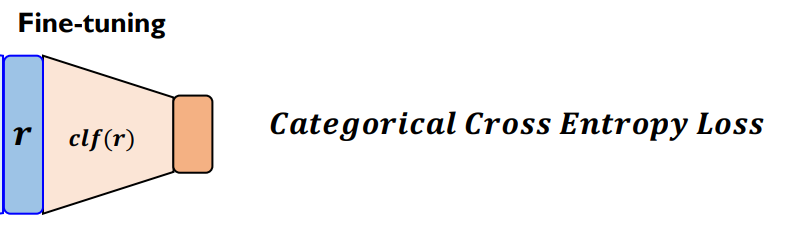 Fine-tuning
r
clf(r)
Categorical Cross Entropy Loss